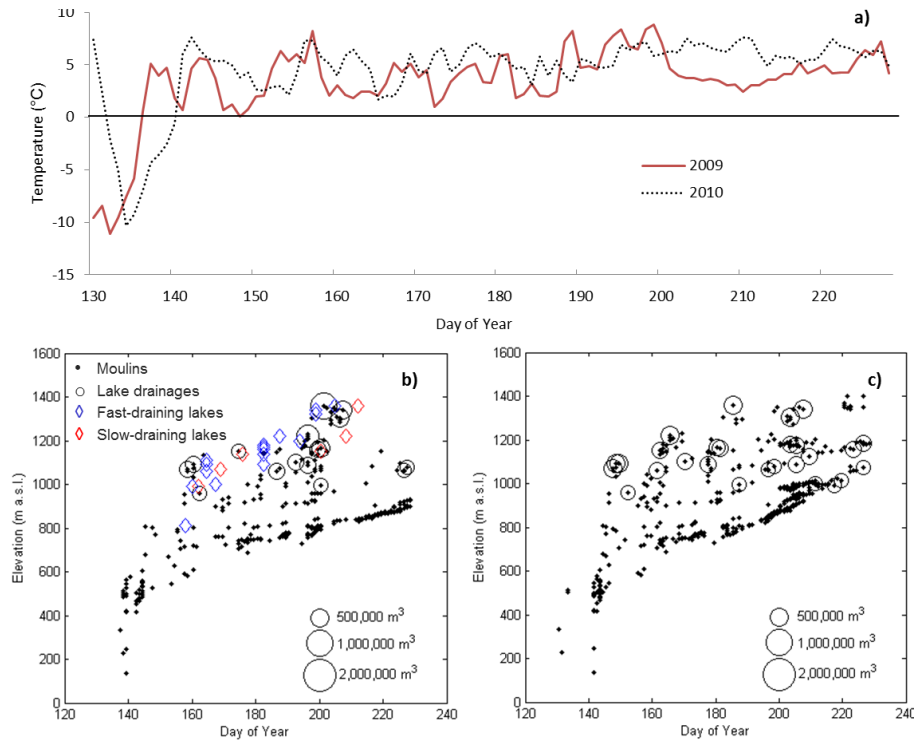 a)
10
5
0
-5
-10
-15
Temperature (°C)
2009
2010
130 140 150 160 170 180 190 200 210 220
Day of Year
b)
1600
1400
1200
1000
800
600
400
200
0
Elevation (m a.s.l.)
Moulins
Lake drainages
Fast-draining lakes
Slow-draining lakes
500,000 m³
1,000,000 m³
2,000,000 m³
120 140 160 180 200 220 240
Day of Year
c)
1600
1400
1200
1000
800
600
400
200
0
Elevation (m a.s.l.)
500,000 m³
1,000,000 m³
2,000,000 m³
120 140 160 180 200 220 240
Day of Year